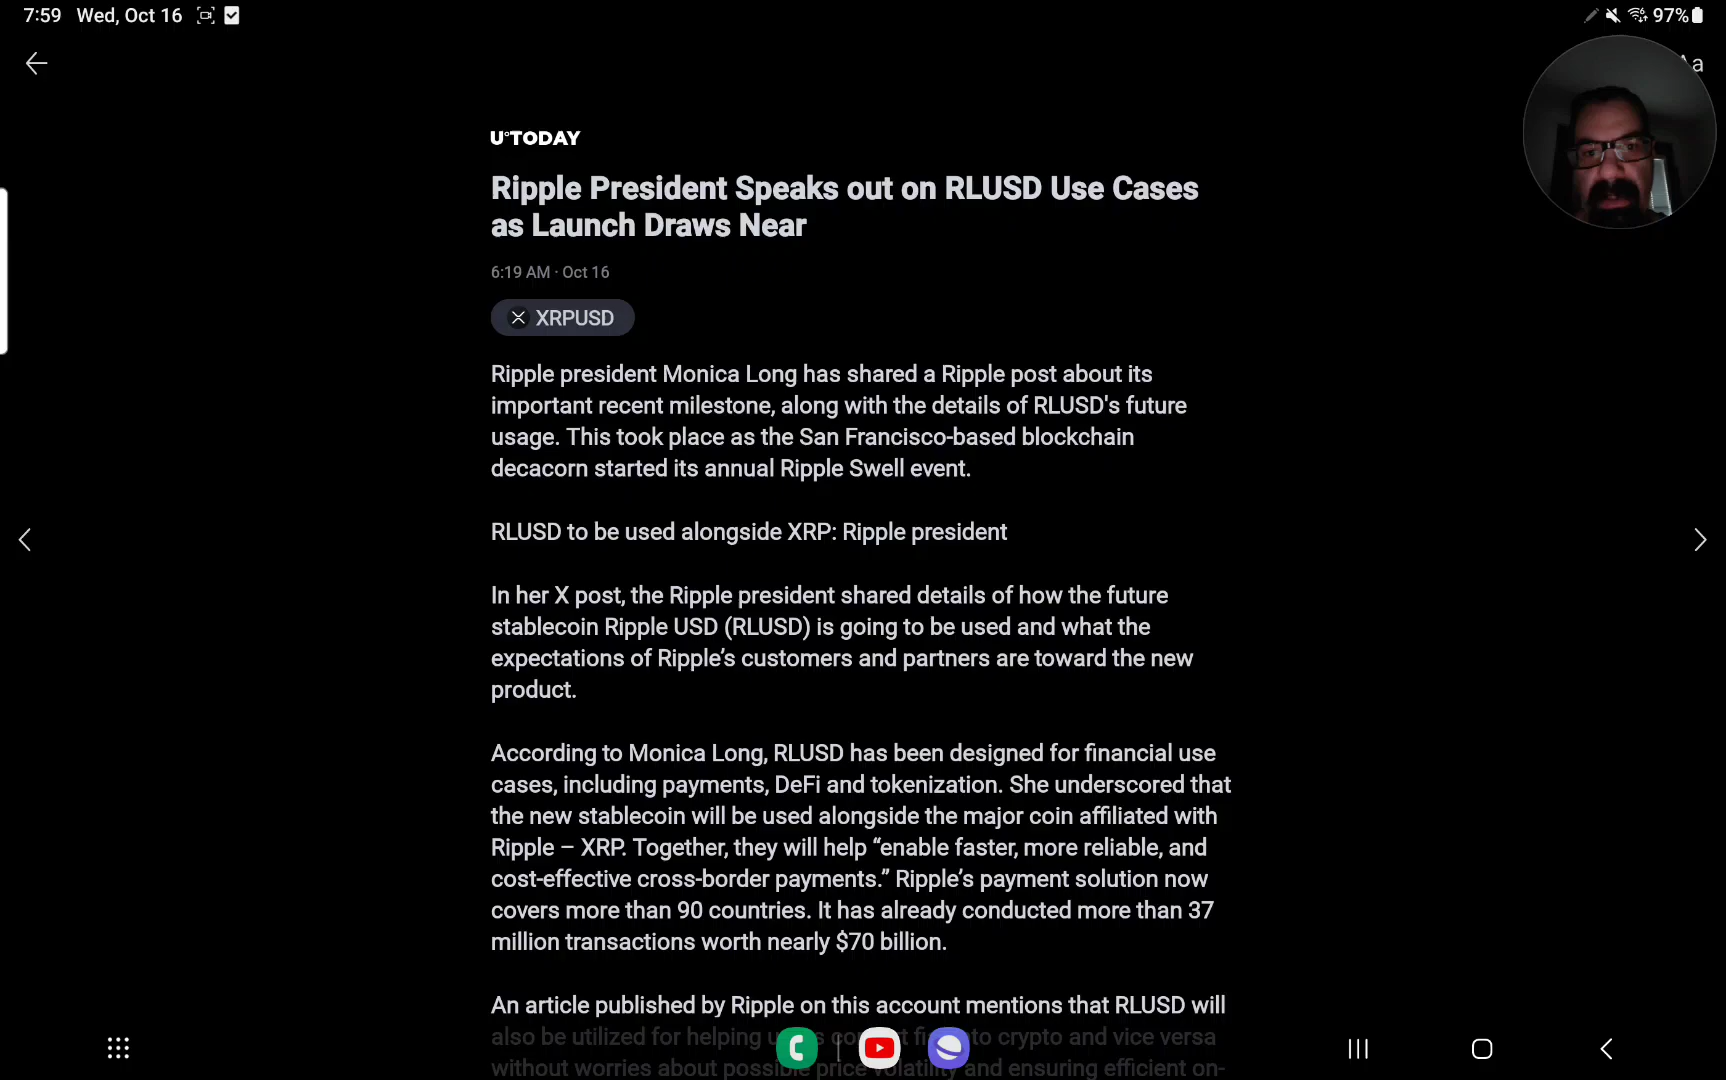 7:59 Wed, Oct 16
97%
Aa
U°TODAY
Ripple President Speaks out on RLUSD Use Cases
as Launch Draws Near
6:19 AM · Oct 16
XRPUSD
Ripple president Monica Long has shared a Ripple post about its
important recent milestone, along with the details of RLUSD's future
usage. This took place as the San Francisco-based blockchain
decacorn started its annual Ripple Swell event.
RLUSD to be used alongside XRP: Ripple president
In her X post, the Ripple president shared details of how the future
stablecoin Ripple USD (RLUSD) is going to be used and what the
expectations of Ripple’s customers and partners are toward the new
product.
According to Monica Long, RLUSD has been designed for financial use
cases, including payments, DeFi and tokenization. She underscored that
the new stablecoin will be used alongside the major coin affiliated with
Ripple – XRP. Together, they will help “enable faster, more reliable, and
cost-effective cross-border payments.” Ripple’s payment solution now
covers more than 90 countries. It has already conducted more than 37
million transactions worth nearly $70 billion.
An article published by Ripple on this account mentions that RLUSD will
also be utilized for helping to crypto and vice versa
without worries about possible price volatility and ensuring efficient on-